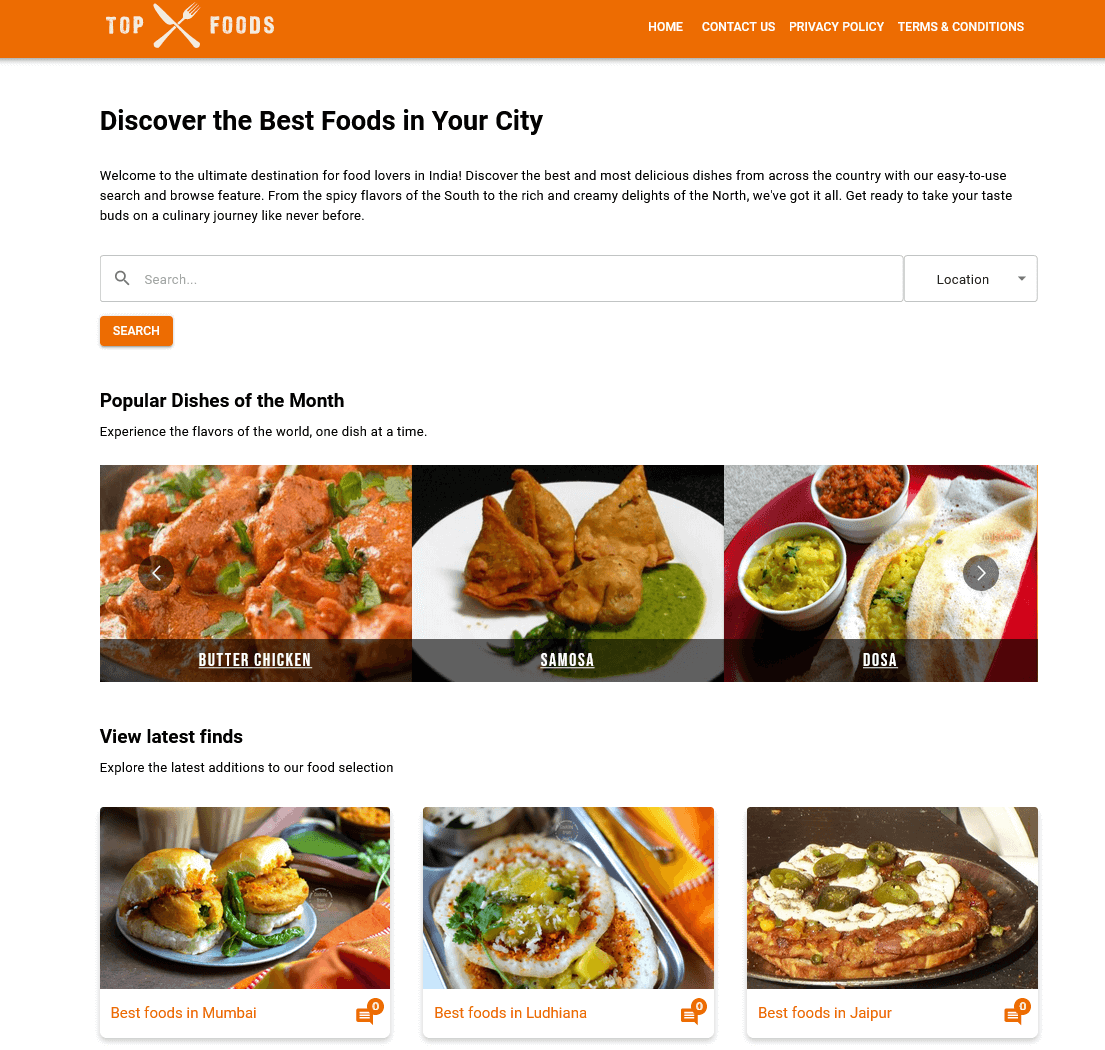 TOP FOODS
HOME CONTACT US PRIVACY POLICY TERMS & CONDITIONS
Discover the Best Foods in Your City
Welcome to the ultimate destination for food lovers in India! Discover the best and most delicious dishes from across the country with our easy-to-use
search and browse feature. From the spicy flavors of the South to the rich and creamy delights of the North, we've got it all. Get ready to take your taste
buds on a culinary journey like never before.
Search...
Location
SEARCH
Popular Dishes of the Month
Experience the flavors of the world, one dish at a time.
BUTTER CHICKEN
SAMOSA
DOSA
View latest finds
Explore the latest additions to our food selection
Best foods in Mumbai
0
Best foods in Ludhiana
0
Best foods in Jaipur
0